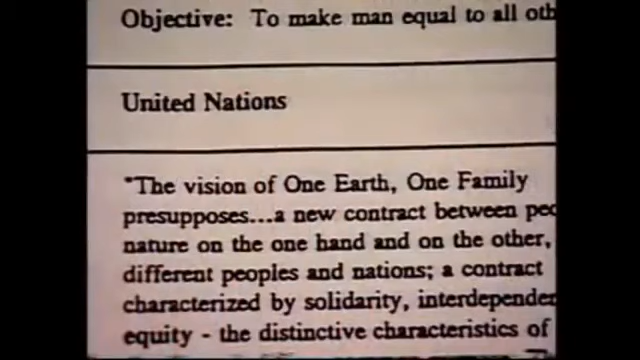 Objective: To make man equal to all oth
United Nations
"The vision of One Earth, One Family
presupposes...a new contract between peo
nature on the one hand and on the other,
different peoples and nations; a contract
characterized by solidarity, interdependen
equity - the distinctive characteristics of